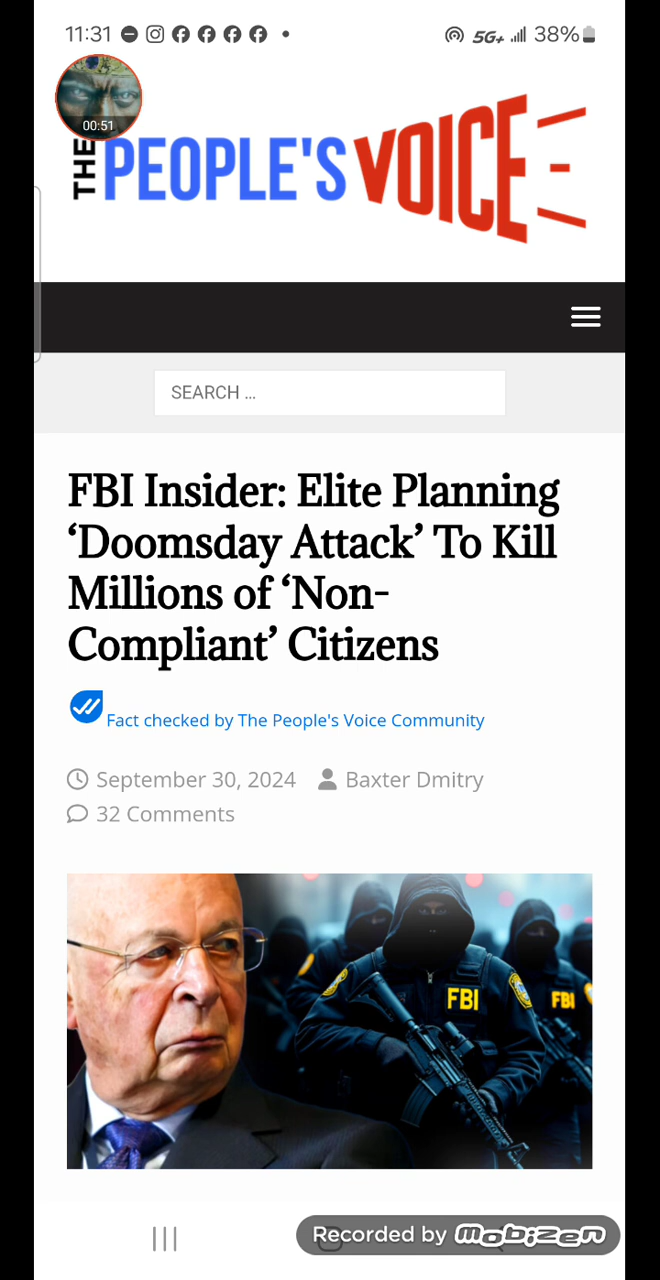 11:31 5G+ 38%
00:51
THE PEOPLE'S VOICE
SEARCH …
FBI Insider: Elite Planning
‘Doomsday Attack’ To Kill
Millions of ‘Non-
Compliant’ Citizens
Fact checked by The People's Voice Community
September 30, 2024 Baxter Dmitry
32 Comments
FBI FBI
Recorded by mobizen